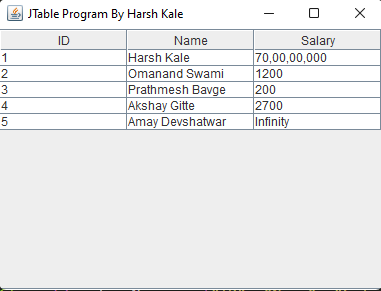 JTable Program By Harsh Kale
ID Name Salary
1 Harsh Kale 70,00,00,000
2 Omanand Swami 1200
3 Prathmesh Bavge 200
4 Akshay Gitte 2700
5 Amay Devshatwar Infinity